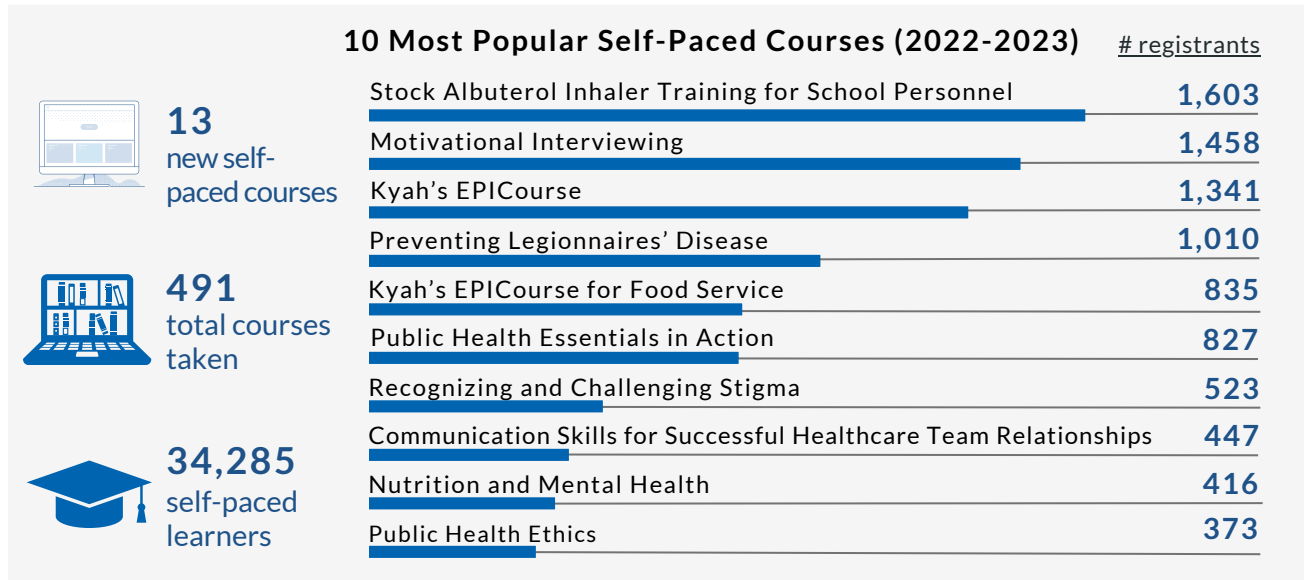 10 Most Popular Self-Paced Courses (2022-2023)
# registrants
13
new self-
paced courses
491
total courses
taken
34,285
self-paced
learners
Stock Albuterol Inhaler Training for School Personnel 1,603
Motivational Interviewing 1,458
Kyah’s EPICourse 1,341
Preventing Legionnaires’ Disease 1,010
Kyah’s EPICourse for Food Service 835
Public Health Essentials in Action 827
Recognizing and Challenging Stigma 523
Communication Skills for Successful Healthcare Team Relationships 447
Nutrition and Mental Health 416
Public Health Ethics 373